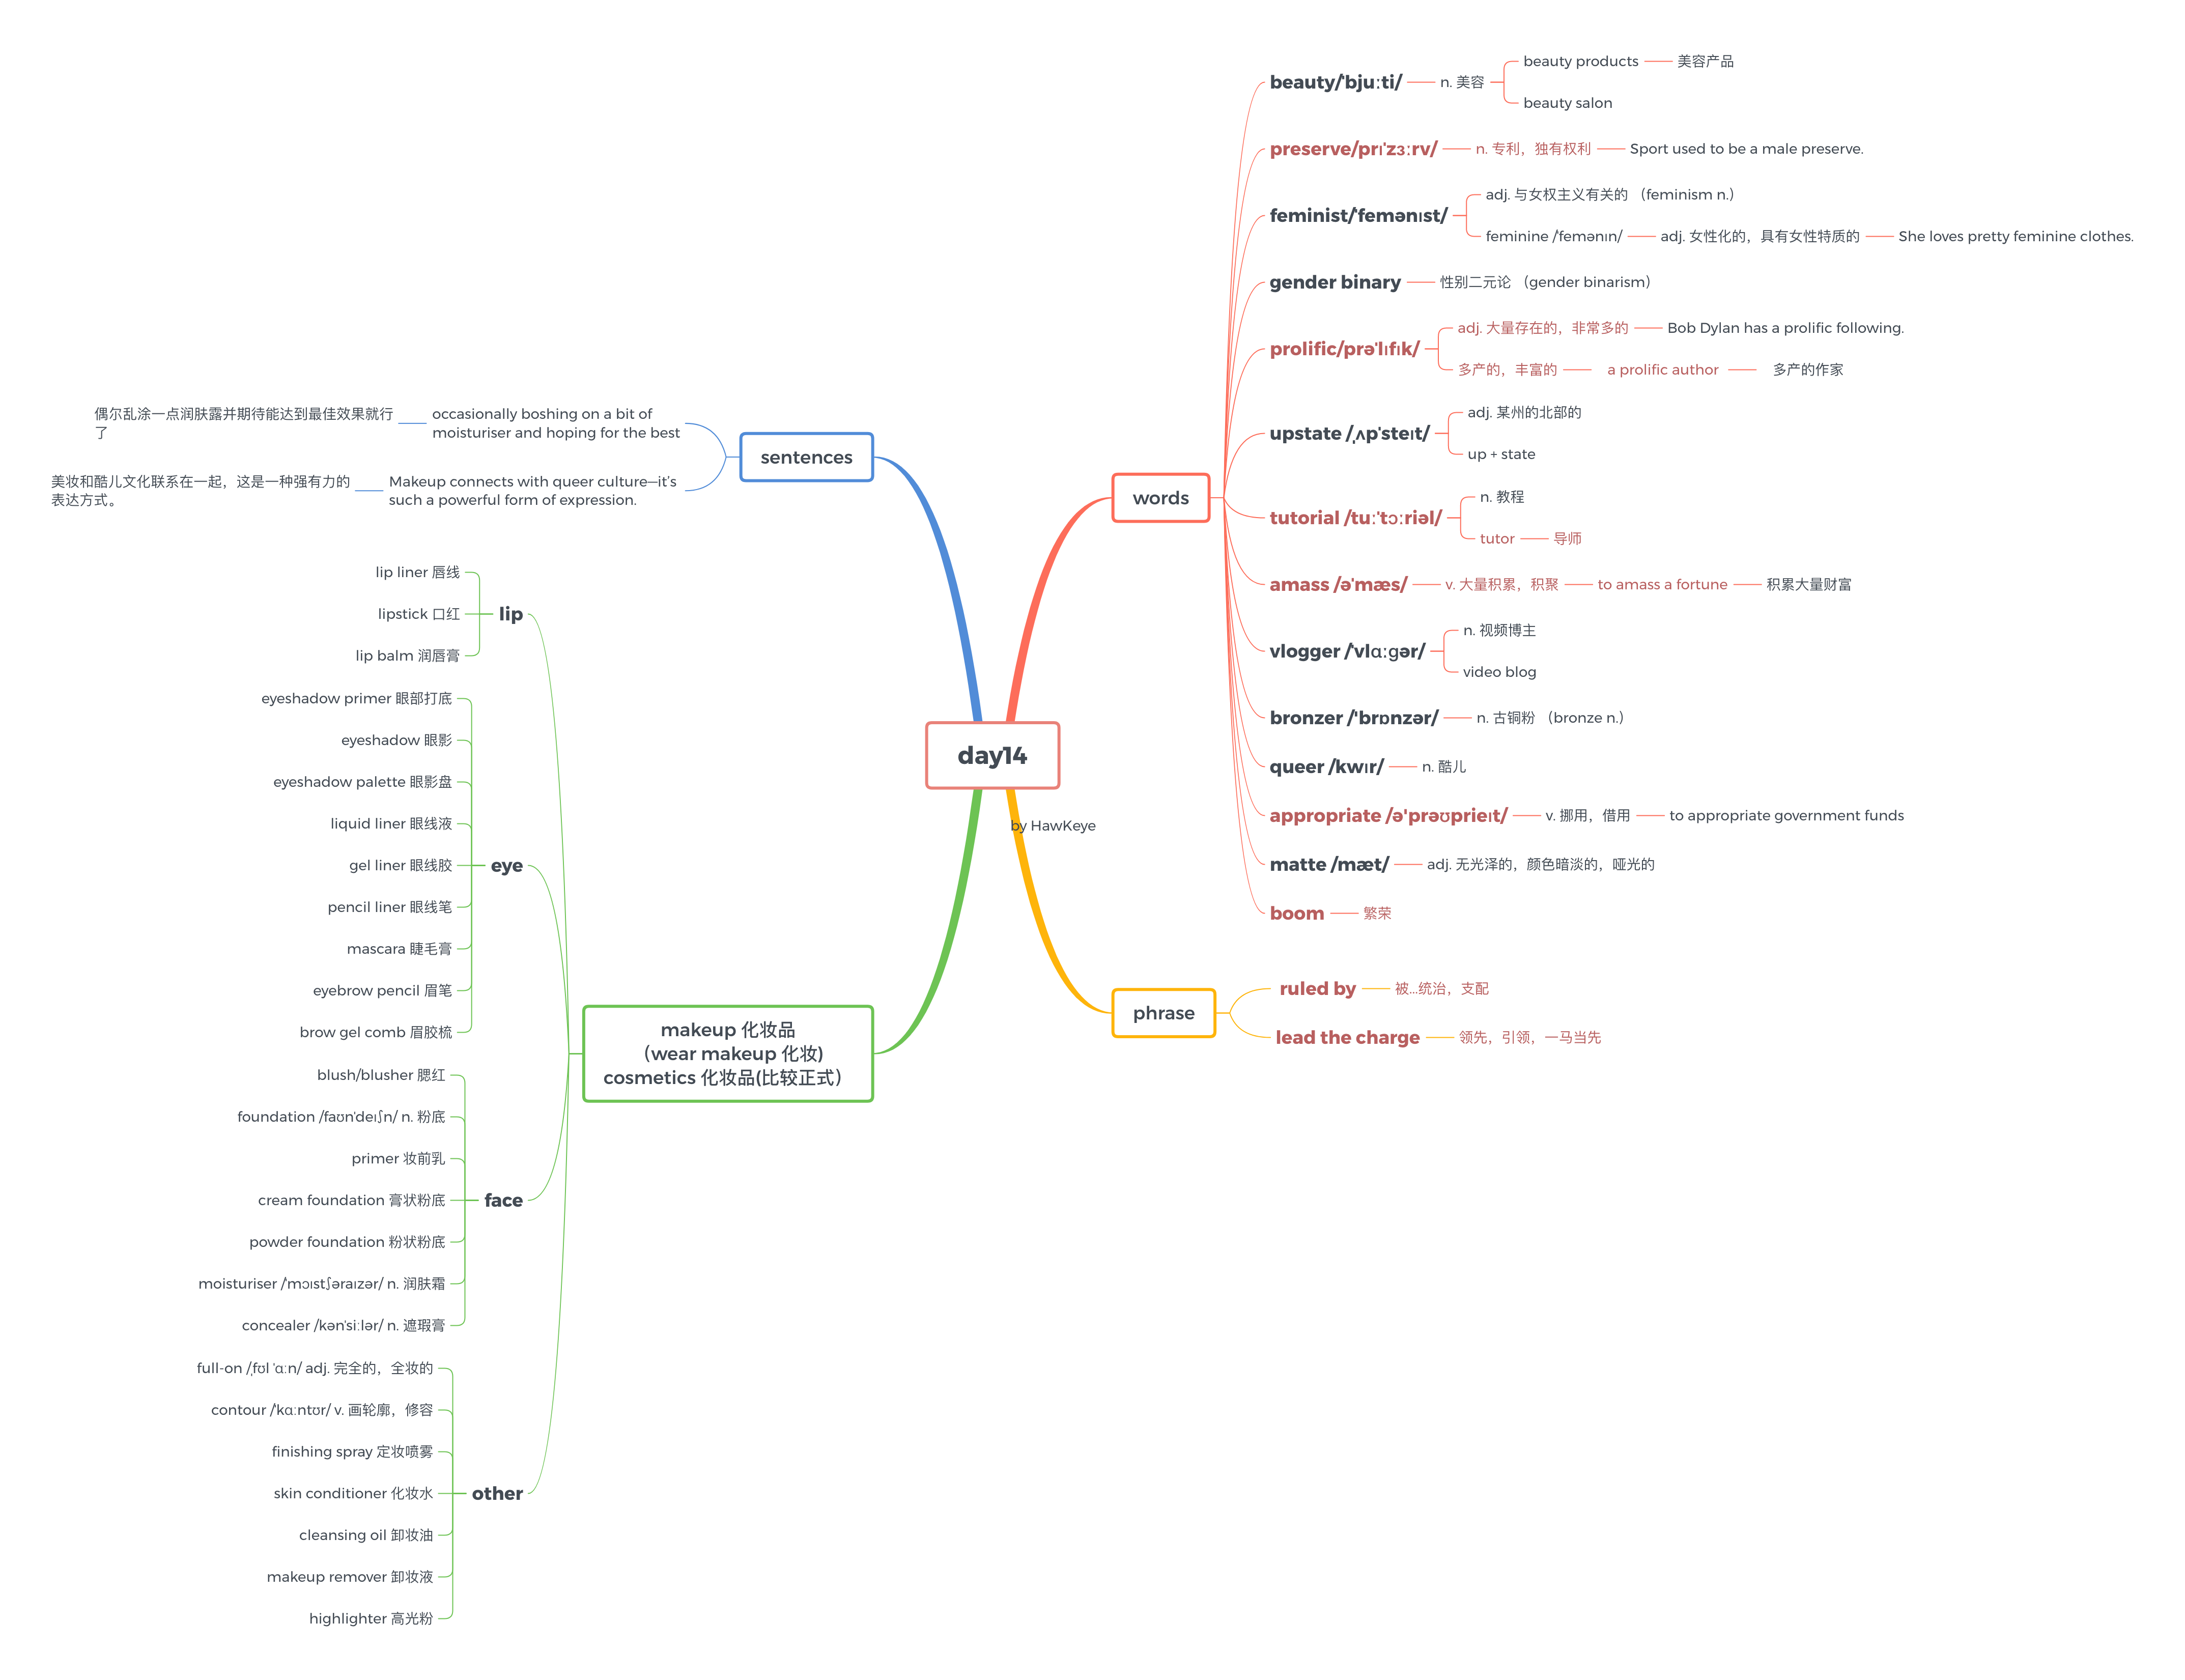 day14
by HawKeye
words
beauty/ˈbjuːti/
n. 美容
beauty products
美容产品
beauty salon
preserve/prɪˈzɜːrv/
n. 专利，独有权利
Sport used to be a male preserve.
feminist/ˈfemənɪst/
adj. 与女权主义有关的 （feminism n.）
feminine /ˈfemənɪn/
adj. 女性化的，具有女性特质的
She loves pretty feminine clothes.
gender binary
性别二元论 （gender binarism）
prolific/prəˈlɪfɪk/
adj. 大量存在的，非常多的
Bob Dylan has a prolific following.
多产的，丰富的
a prolific author
多产的作家
upstate /ˌʌpˈsteɪt/
adj. 某州的北部的
up + state
tutorial /tuːˈtɔːriəl/
n. 教程
tutor
导师
amass /əˈmæs/
v. 大量积累，积聚
to amass a fortune
积累大量财富
vlogger /ˈvlɑːɡər/
n. 视频博主
video blog
bronzer /ˈbrɒnzər/
n. 古铜粉 （bronze n.）
queer /kwɪr/
n. 酷儿
appropriate /əˈprəʊprieɪt/
v. 挪用，借用
to appropriate government funds
matte /mæt/
adj. 无光泽的，颜色暗淡的，哑光的
boom
繁荣
phrase
ruled by
被...统治，支配
lead the charge
领先，引领，一马当先
sentences
occasionally boshing on a bit of
moisturiser and hoping for the best
偶尔乱涂一点润肤露并期待能达到最佳效果就行
了
Makeup connects with queer culture—it's
such a powerful form of expression.
美妆和酷儿文化联系在一起，这是一种强有力的
表达方式。
makeup 化妆品
（wear makeup 化妆)
cosmetics 化妆品(比较正式）
lip
lip liner 唇线
lipstick 口红
lip balm 润唇膏
eye
eyeshadow primer 眼部打底
eyeshadow 眼影
eyeshadow palette 眼影盘
liquid liner 眼线液
gel liner 眼线胶
pencil liner 眼线笔
mascara 睫毛膏
eyebrow pencil 眉笔
brow gel comb 眉胶梳
face
blush/blusher 腮红
foundation /faʊnˈdeɪʃn/ n. 粉底
primer 妆前乳
cream foundation 膏状粉底
powder foundation 粉状粉底
moisturiser /ˈmɔɪstʃəraɪzər/ n. 润肤霜
concealer /kənˈsiːlər/ n. 遮瑕膏
other
full-on /ˌfʊl ˈɑːn/ adj. 完全的，全妆的
contour /ˈkɑːntʊr/ v. 画轮廓，修容
finishing spray 定妆喷雾
skin conditioner 化妆水
cleansing oil 卸妆油
makeup remover 卸妆液
highlighter 高光粉